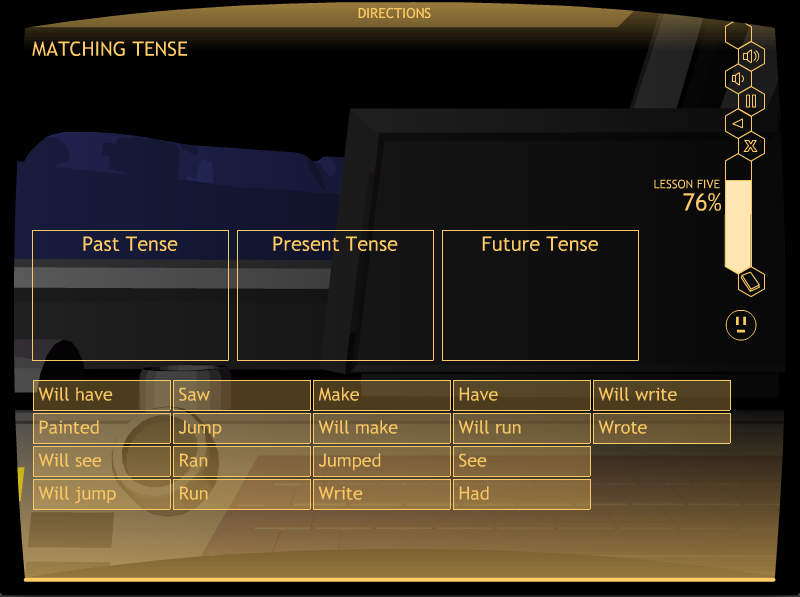 DIRECTIONS
MATCHING TENSE
LESSON FIVE
76%
Past Tense Present Tense Future Tense
Will have Saw Make Have Will write
Painted Jump Will make Will run Wrote
Will see Ran Jumped See
Will jump Run Write Had